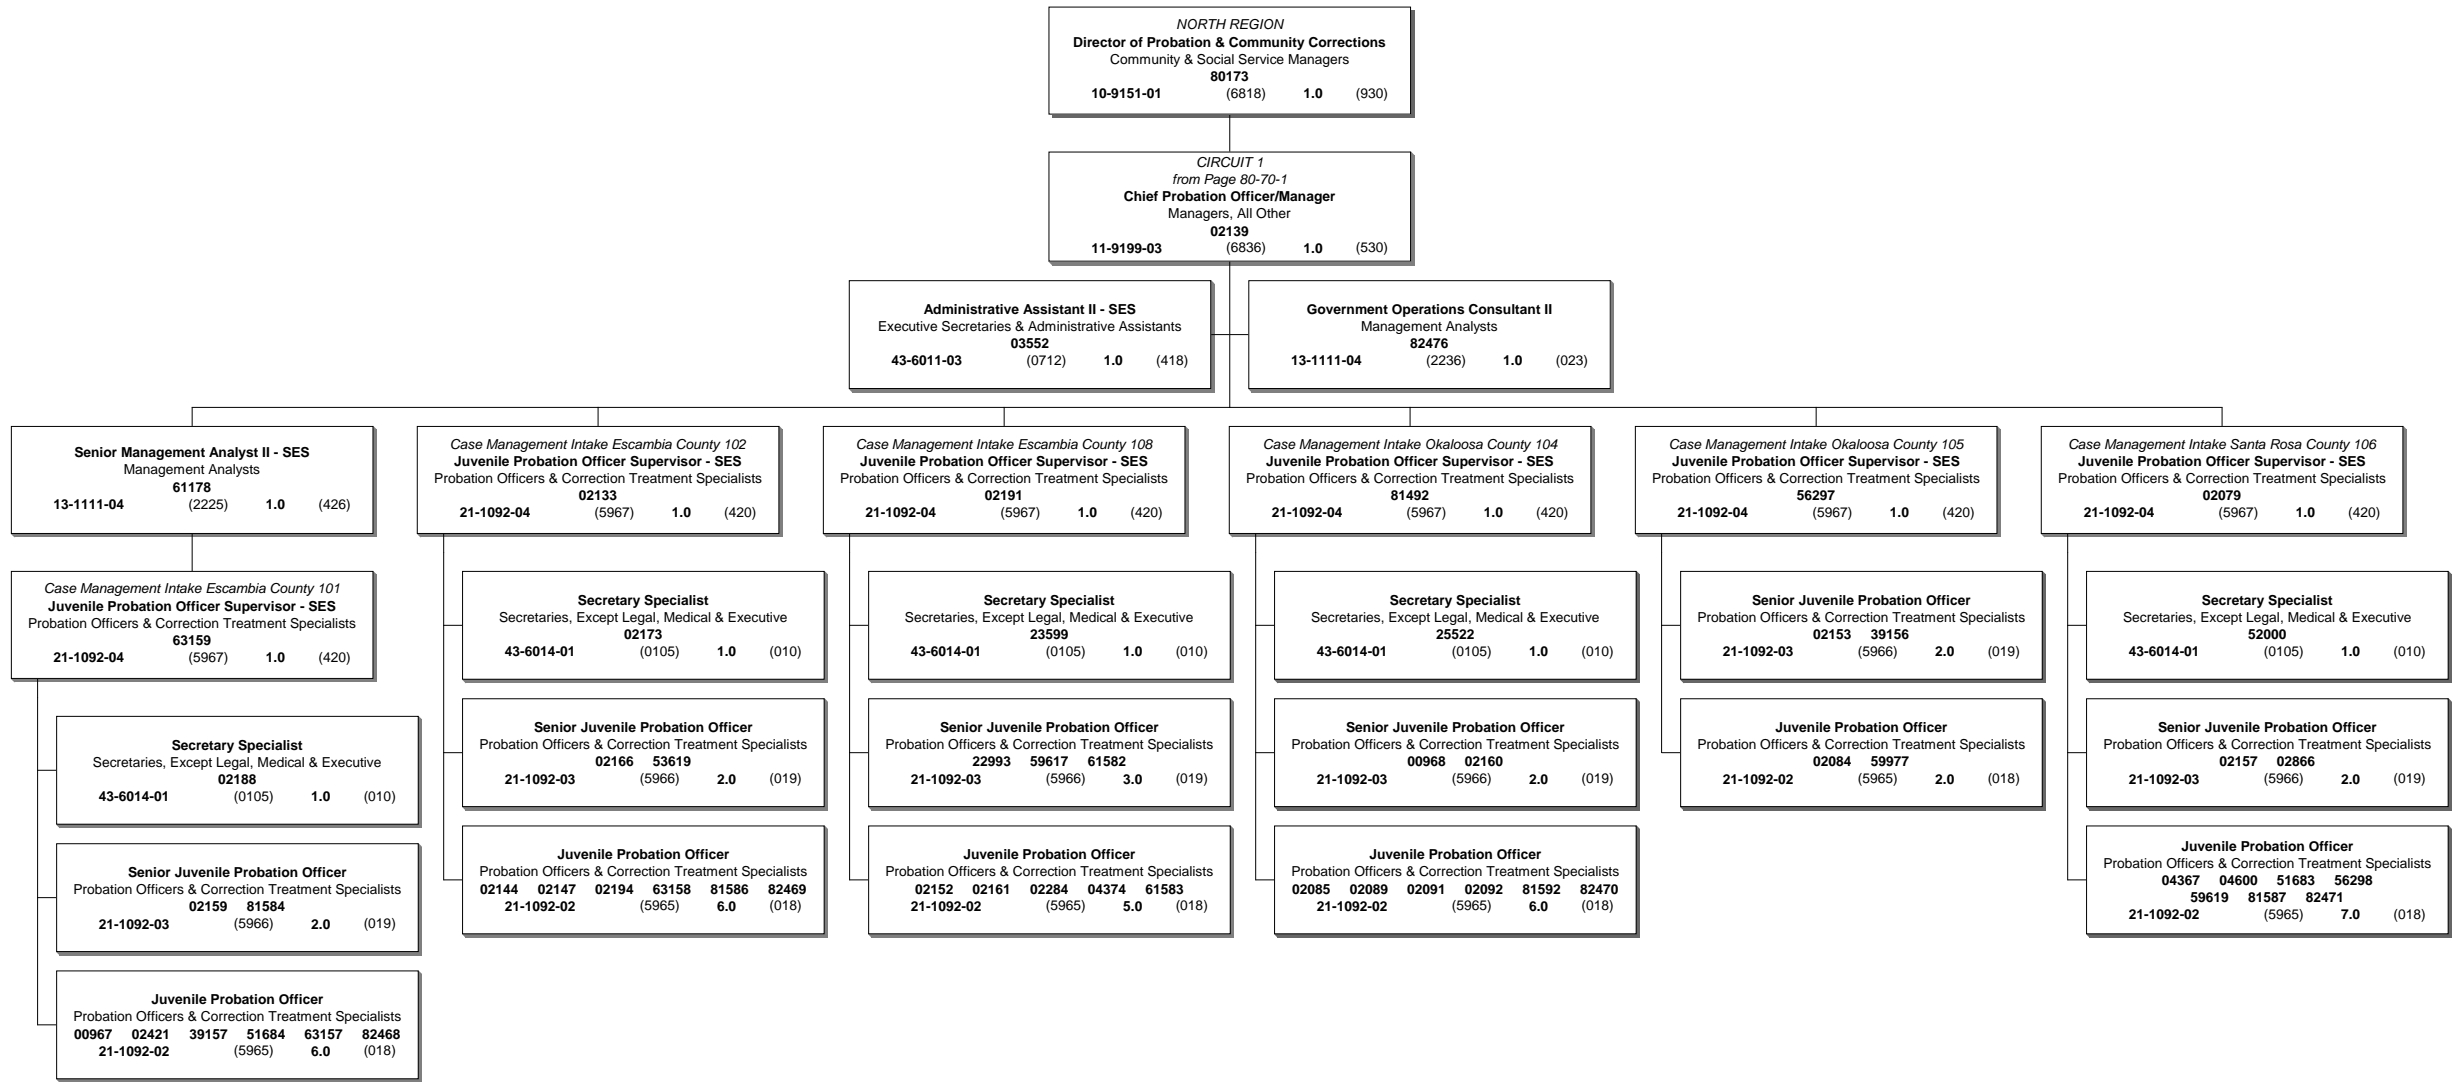 NORTH REGION
Director of Probation & Community Corrections
Community & Social Service Managers
80173
10-9151-01 (6818) 1.0 (930)
CIRCUIT 1
from Page 80-70-1
Chief Probation Officer/Manager
Managers, All Other
02139
11-9199-03 (6836) 1.0 (530)
Administrative Assistant II - SES
Executive Secretaries & Administrative Assistants
03552
43-6011-03 (0712) 1.0 (418)
Government Operations Consultant II
Management Analysts
82476
13-1111-04 (2236) 1.0 (023)
Senior Management Analyst II - SES
Management Analysts
61178
13-1111-04 (2225) 1.0 (426)
Case Management Intake Escambia County 101
Juvenile Probation Officer Supervisor - SES
Probation Officers & Correction Treatment Specialists
63159
21-1092-04 (5967) 1.0 (420)
Secretary Specialist
Secretaries, Except Legal, Medical & Executive
02188
43-6014-01 (0105) 1.0 (010)
Senior Juvenile Probation Officer
Probation Officers & Correction Treatment Specialists
02159 81584
21-1092-03 (5966) 2.0 (019)
Juvenile Probation Officer
Probation Officers & Correction Treatment Specialists
00967 02421 39157 51684 63157 82468
21-1092-02 (5965) 6.0 (018)
Case Management Intake Escambia County 102
Juvenile Probation Officer Supervisor - SES
Probation Officers & Correction Treatment Specialists
02133
21-1092-04 (5967) 1.0 (420)
Secretary Specialist
Secretaries, Except Legal, Medical & Executive
02173
43-6014-01 (0105) 1.0 (010)
Senior Juvenile Probation Officer
Probation Officers & Correction Treatment Specialists
02166 53619
21-1092-03 (5966) 2.0 (019)
Juvenile Probation Officer
Probation Officers & Correction Treatment Specialists
02144 02147 02194 63158 81586 82469
21-1092-02 (5965) 6.0 (018)
Case Management Intake Escambia County 108
Juvenile Probation Officer Supervisor - SES
Probation Officers & Correction Treatment Specialists
02191
21-1092-04 (5967) 1.0 (420)
Secretary Specialist
Secretaries, Except Legal, Medical & Executive
23599
43-6014-01 (0105) 1.0 (010)
Senior Juvenile Probation Officer
Probation Officers & Correction Treatment Specialists
22993 59617 61582
21-1092-03 (5966) 3.0 (019)
Juvenile Probation Officer
Probation Officers & Correction Treatment Specialists
02152 02161 02284 04374 61583
21-1092-02 (5965) 5.0 (018)
Case Management Intake Okaloosa County 104
Juvenile Probation Officer Supervisor - SES
Probation Officers & Correction Treatment Specialists
81492
21-1092-04 (5967) 1.0 (420)
Secretary Specialist
Secretaries, Except Legal, Medical & Executive
25522
43-6014-01 (0105) 1.0 (010)
Senior Juvenile Probation Officer
Probation Officers & Correction Treatment Specialists
00968 02160
21-1092-03 (5966) 2.0 (019)
Juvenile Probation Officer
Probation Officers & Correction Treatment Specialists
02085 02089 02091 02092 81592 82470
21-1092-02 (5965) 6.0 (018)
Case Management Intake Okaloosa County 105
Juvenile Probation Officer Supervisor - SES
Probation Officers & Correction Treatment Specialists
56297
21-1092-04 (5967) 1.0 (420)
Senior Juvenile Probation Officer
Probation Officers & Correction Treatment Specialists
02153 39156
21-1092-03 (5966) 2.0 (019)
Juvenile Probation Officer
Probation Officers & Correction Treatment Specialists
02084 59977
21-1092-02 (5965) 2.0 (018)
Case Management Intake Santa Rosa County 106
Juvenile Probation Officer Supervisor - SES
Probation Officers & Correction Treatment Specialists
02079
21-1092-04 (5967) 1.0 (420)
Secretary Specialist
Secretaries, Except Legal, Medical & Executive
52000
43-6014-01 (0105) 1.0 (010)
Senior Juvenile Probation Officer
Probation Officers & Correction Treatment Specialists
02157 02866
21-1092-03 (5966) 2.0 (019)
Juvenile Probation Officer
Probation Officers & Correction Treatment Specialists
04367 04600 51683 56298
59619 81587 82471
21-1092-02 (5965) 7.0 (018)